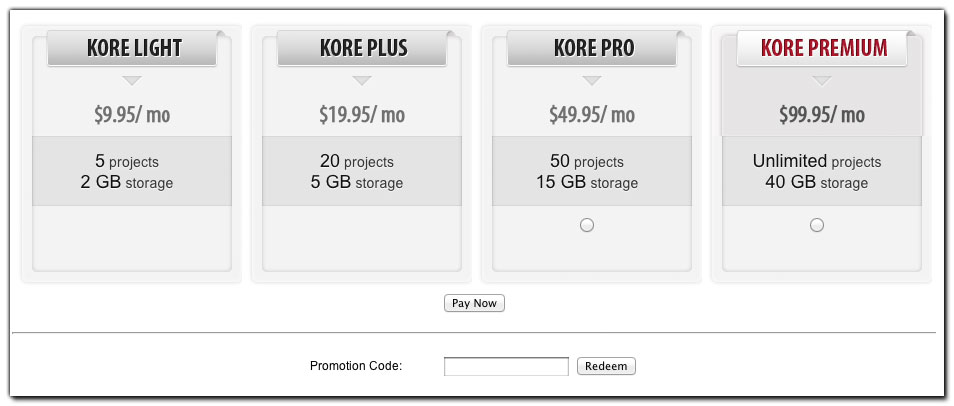 KORE LIGHT
$9.95/ mo
5 projects
2 GB storage
KORE PLUS
$19.95/ mo
20 projects
5 GB storage
KORE PRO
$49.95/ mo
50 projects
15 GB storage
KORE PREMIUM
$99.95/ mo
Unlimited projects
40 GB storage
Pay Now
Promotion Code:
Redeem